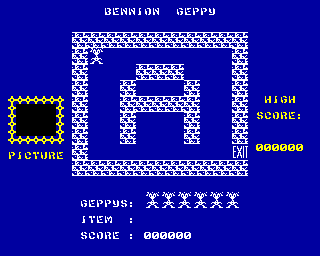 BENNION GEPPY
HIGH
SCORE:
000000
PICTURE
EXIT
GEPPYS:
ITEM :
SCORE : 000000